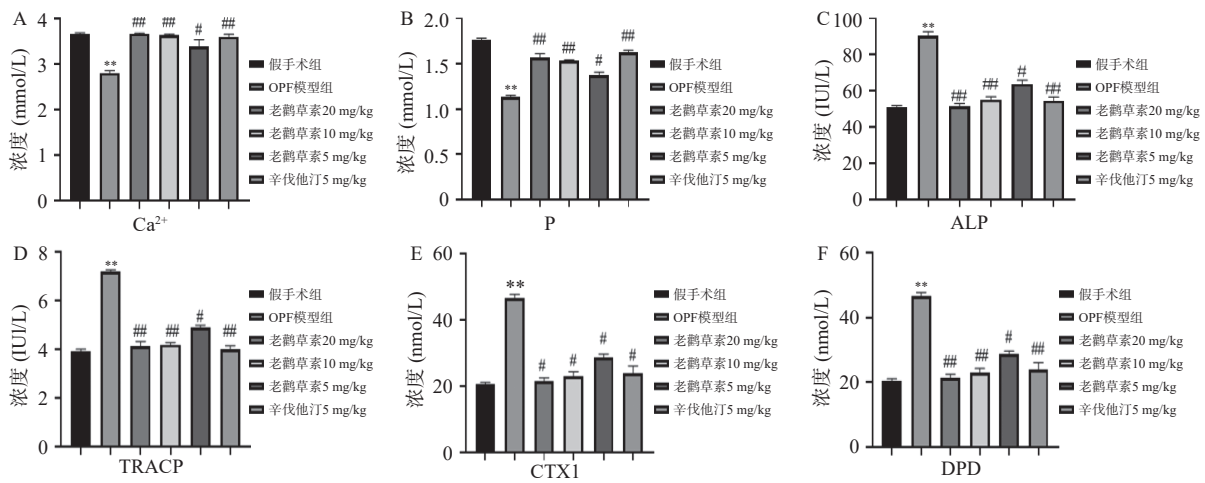 A
浓度 (mmol/L)
4
3
2
1
0
**
##
##
#
##
Ca²⁺
假手术组
OPF模型组
老鹳草素20 mg/kg
老鹳草素10 mg/kg
老鹳草素5 mg/kg
辛伐他汀5 mg/kg
B
浓度 (mmol/L)
2.0
1.5
1.0
0.5
0.0
**
##
##
#
##
P
假手术组
OPF模型组
老鹳草素20 mg/kg
老鹳草素10 mg/kg
老鹳草素5 mg/kg
辛伐他汀5 mg/kg
C
浓度 (IUl/L)
100
80
60
40
20
0
**
##
##
#
##
ALP
假手术组
OPF模型组
老鹳草素20 mg/kg
老鹳草素10 mg/kg
老鹳草素5 mg/kg
辛伐他汀5 mg/kg
D
浓度 (IUl/L)
8
6
4
2
0
**
##
##
#
##
TRACP
假手术组
OPF模型组
老鹳草素20 mg/kg
老鹳草素10 mg/kg
老鹳草素5 mg/kg
辛伐他汀5 mg/kg
E
浓度 (nmol/L)
60
40
20
0
**
#
#
#
#
CTX1
假手术组
OPF模型组
老鹳草素20 mg/kg
老鹳草素10 mg/kg
老鹳草素5 mg/kg
辛伐他汀5 mg/kg
F
浓度 (nmol/L)
60
40
20
0
**
##
##
#
##
DPD
假手术组
OPF模型组
老鹳草素20 mg/kg
老鹳草素10 mg/kg
老鹳草素5 mg/kg
辛伐他汀5 mg/kg